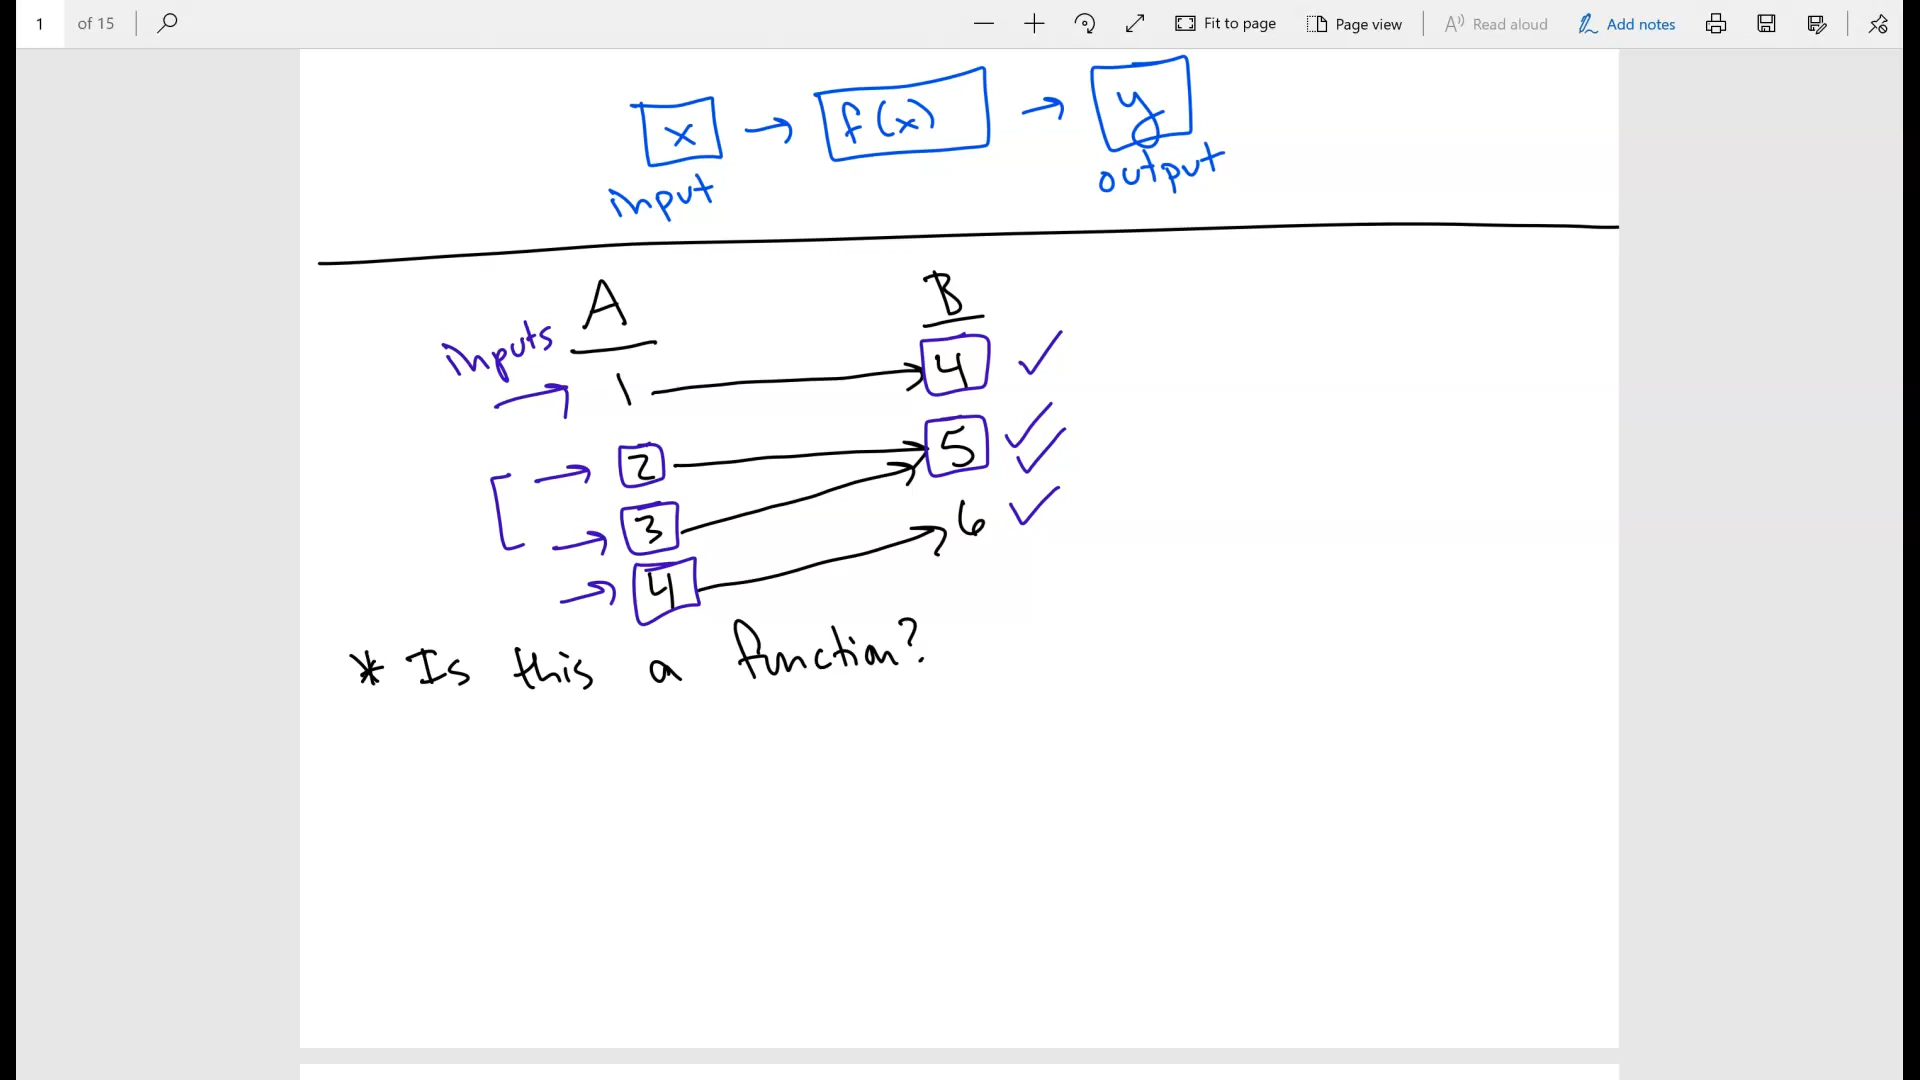 1 of 15 Fit to page Page view Read aloud Add notes
x → f(x) → y
input output
A B
inputs
1 → 4 ✓
→ 2 → 5 ✓ ✓
→ 3
6 ✓
→ 4
* Is this a function?